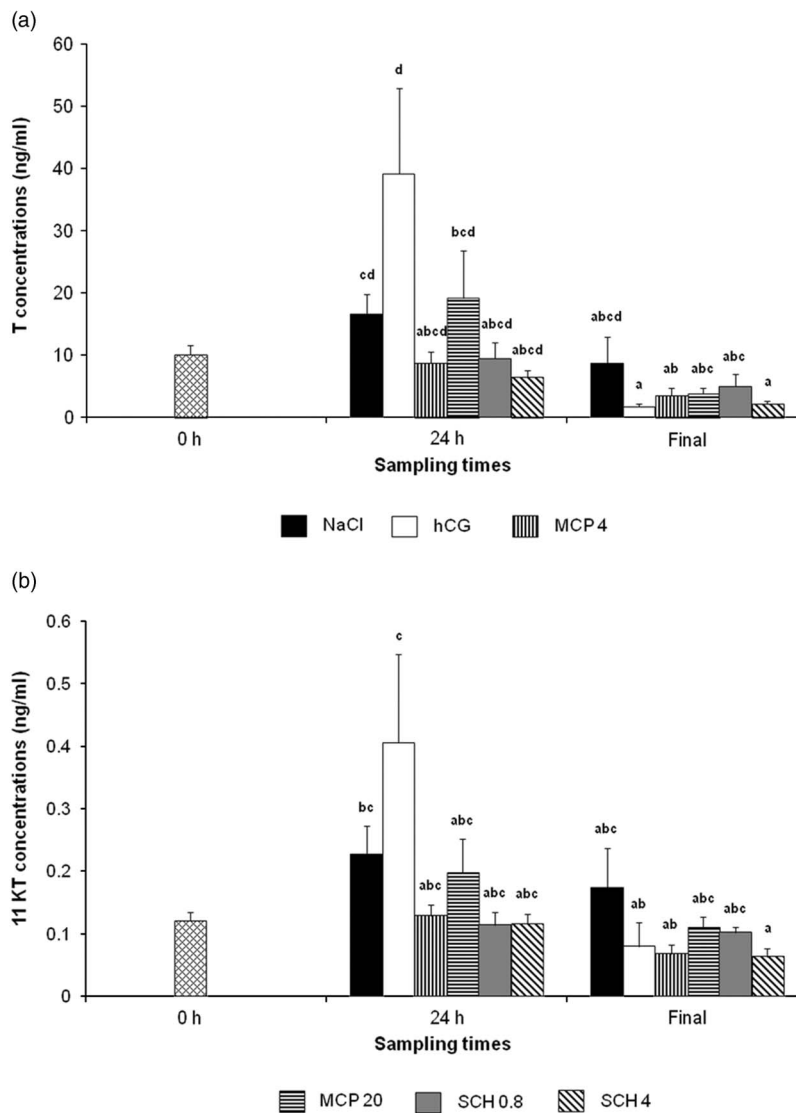 (a)
T concentrations (ng/ml)
60
50
40
30
20
10
0
cd
d
abcd
bcd
abcd
abcd
abcd
a
ab
abc
abc
a
0 h
24 h
Final
Sampling times
NaCl
hCG
MCP 4
(b)
11 KT concentrations (ng/ml)
0.6
0.5
0.4
0.3
0.2
0.1
0
bc
c
abc
abc
abc
abc
abc
ab
ab
abc
abc
a
0 h
24 h
Final
Sampling times
MCP 20
SCH 0.8
SCH 4